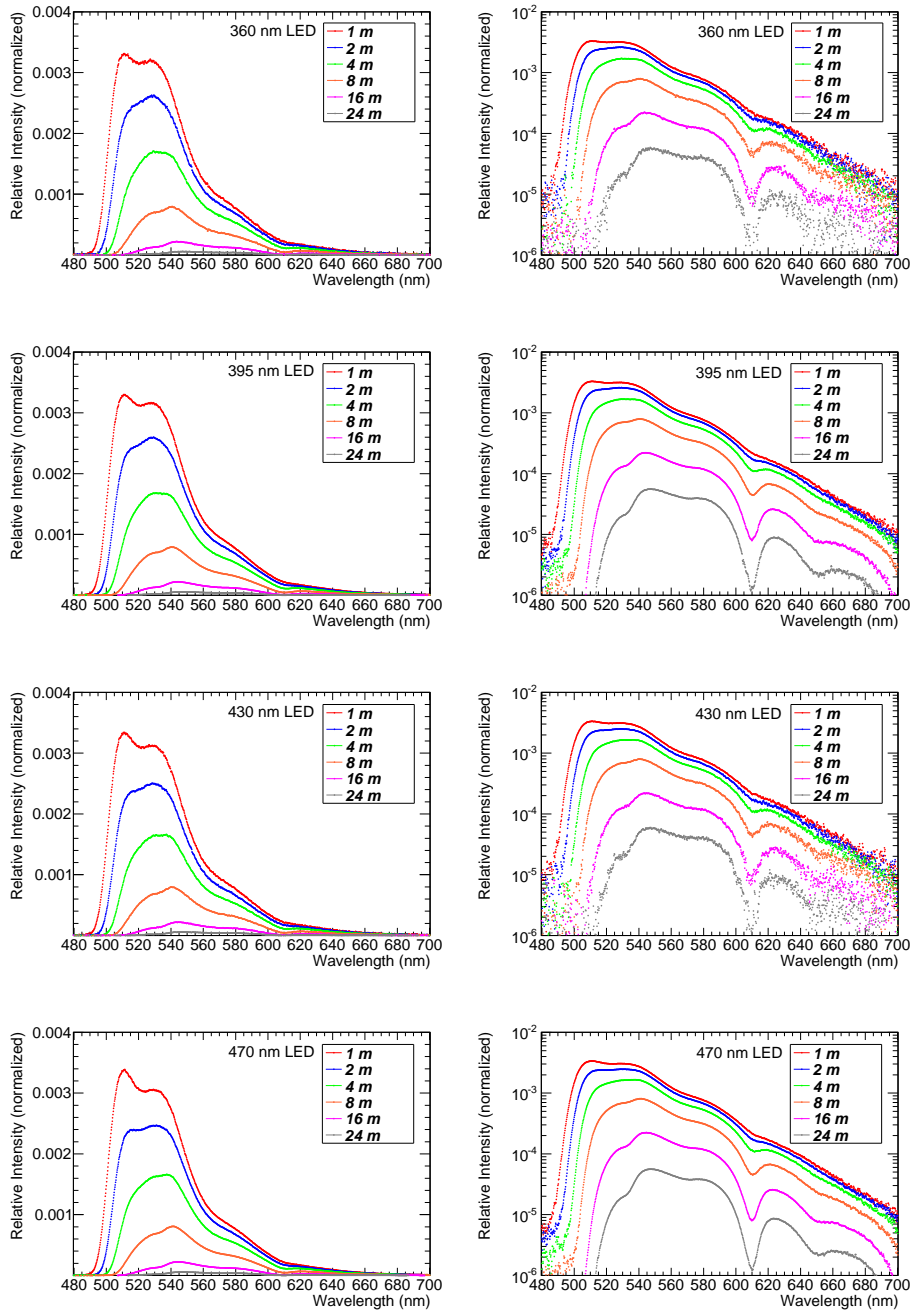 360 nm LED
1 m
2 m
4 m
8 m
16 m
24 m
Relative Intensity (normalized)
0.004
0.003
0.002
0.001
480 500 520 540 560 580 600 620 640 660 680 700
Wavelength (nm)
360 nm LED
1 m
2 m
4 m
8 m
16 m
24 m
Relative Intensity (normalized)
10-2
10-3
10-4
10-5
10-6
480 500 520 540 560 580 600 620 640 660 680 700
Wavelength (nm)
395 nm LED
1 m
2 m
4 m
8 m
16 m
24 m
Relative Intensity (normalized)
0.004
0.003
0.002
0.001
480 500 520 540 560 580 600 620 640 660 680 700
Wavelength (nm)
395 nm LED
1 m
2 m
4 m
8 m
16 m
24 m
Relative Intensity (normalized)
10-2
10-3
10-4
10-5
10-6
480 500 520 540 560 580 600 620 640 660 680 700
Wavelength (nm)
430 nm LED
1 m
2 m
4 m
8 m
16 m
24 m
Relative Intensity (normalized)
0.004
0.003
0.002
0.001
480 500 520 540 560 580 600 620 640 660 680 700
Wavelength (nm)
430 nm LED
1 m
2 m
4 m
8 m
16 m
24 m
Relative Intensity (normalized)
10-2
10-3
10-4
10-5
10-6
480 500 520 540 560 580 600 620 640 660 680 700
Wavelength (nm)
470 nm LED
1 m
2 m
4 m
8 m
16 m
24 m
Relative Intensity (normalized)
0.004
0.003
0.002
0.001
480 500 520 540 560 580 600 620 640 660 680 700
Wavelength (nm)
470 nm LED
1 m
2 m
4 m
8 m
16 m
24 m
Relative Intensity (normalized)
10-2
10-3
10-4
10-5
10-6
480 500 520 540 560 580 600 620 640 660 680 700
Wavelength (nm)